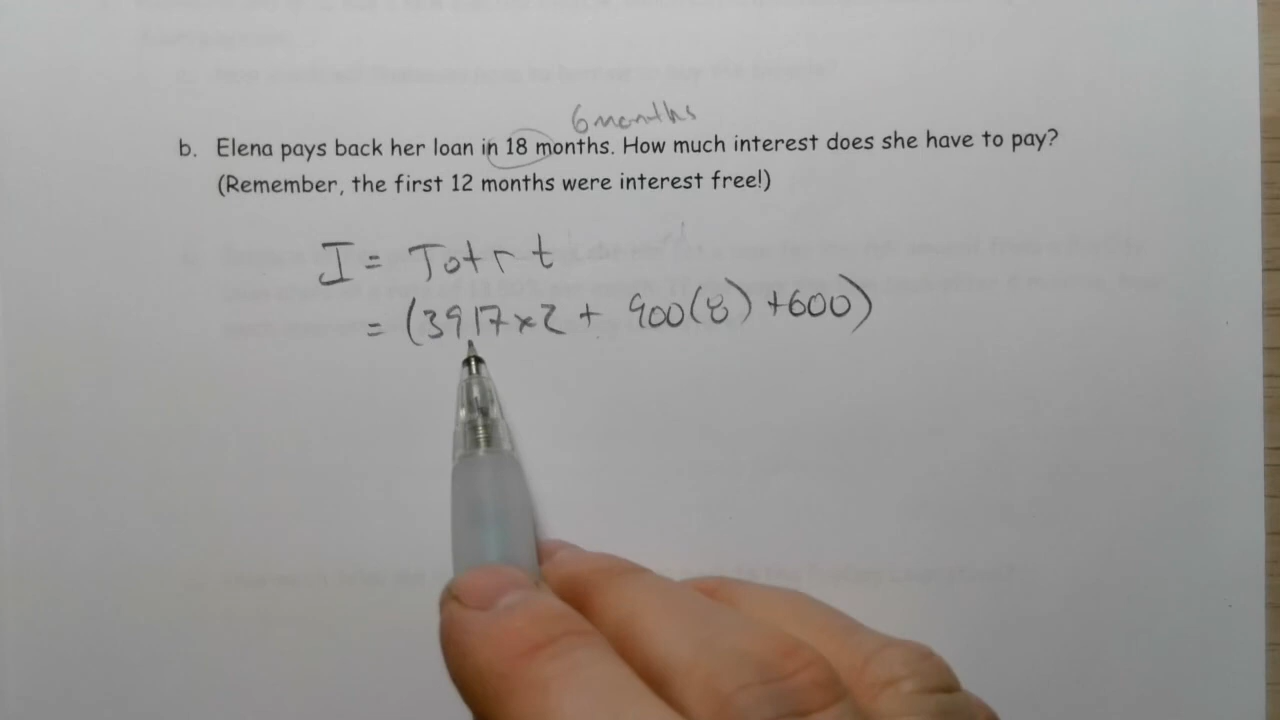 6 months
b. Elena pays back her loan in 18 months. How much interest does she have to pay?
(Remember, the first 12 months were interest free!)
I = Tot r t
= (3917 × 2 + 900(8) + 600)